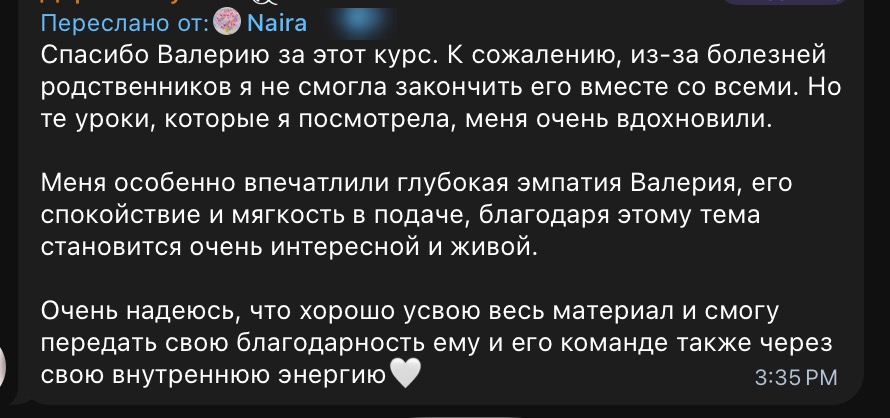 Переслано от: Naira
Спасибо Валерию за этот курс. К сожалению, из-за болезней
родственников я не смогла закончить его вместе со всеми. Но
те уроки, которые я посмотрела, меня очень вдохновили.
Меня особенно впечатлили глубокая эмпатия Валерия, его
спокойствие и мягкость в подаче, благодаря этому тема
становится очень интересной и живой.
Очень надеюсь, что хорошо усвою весь материал и смогу
передать свою благодарность ему и его команде также через
свою внутреннюю энергию🤍
3:35 PM